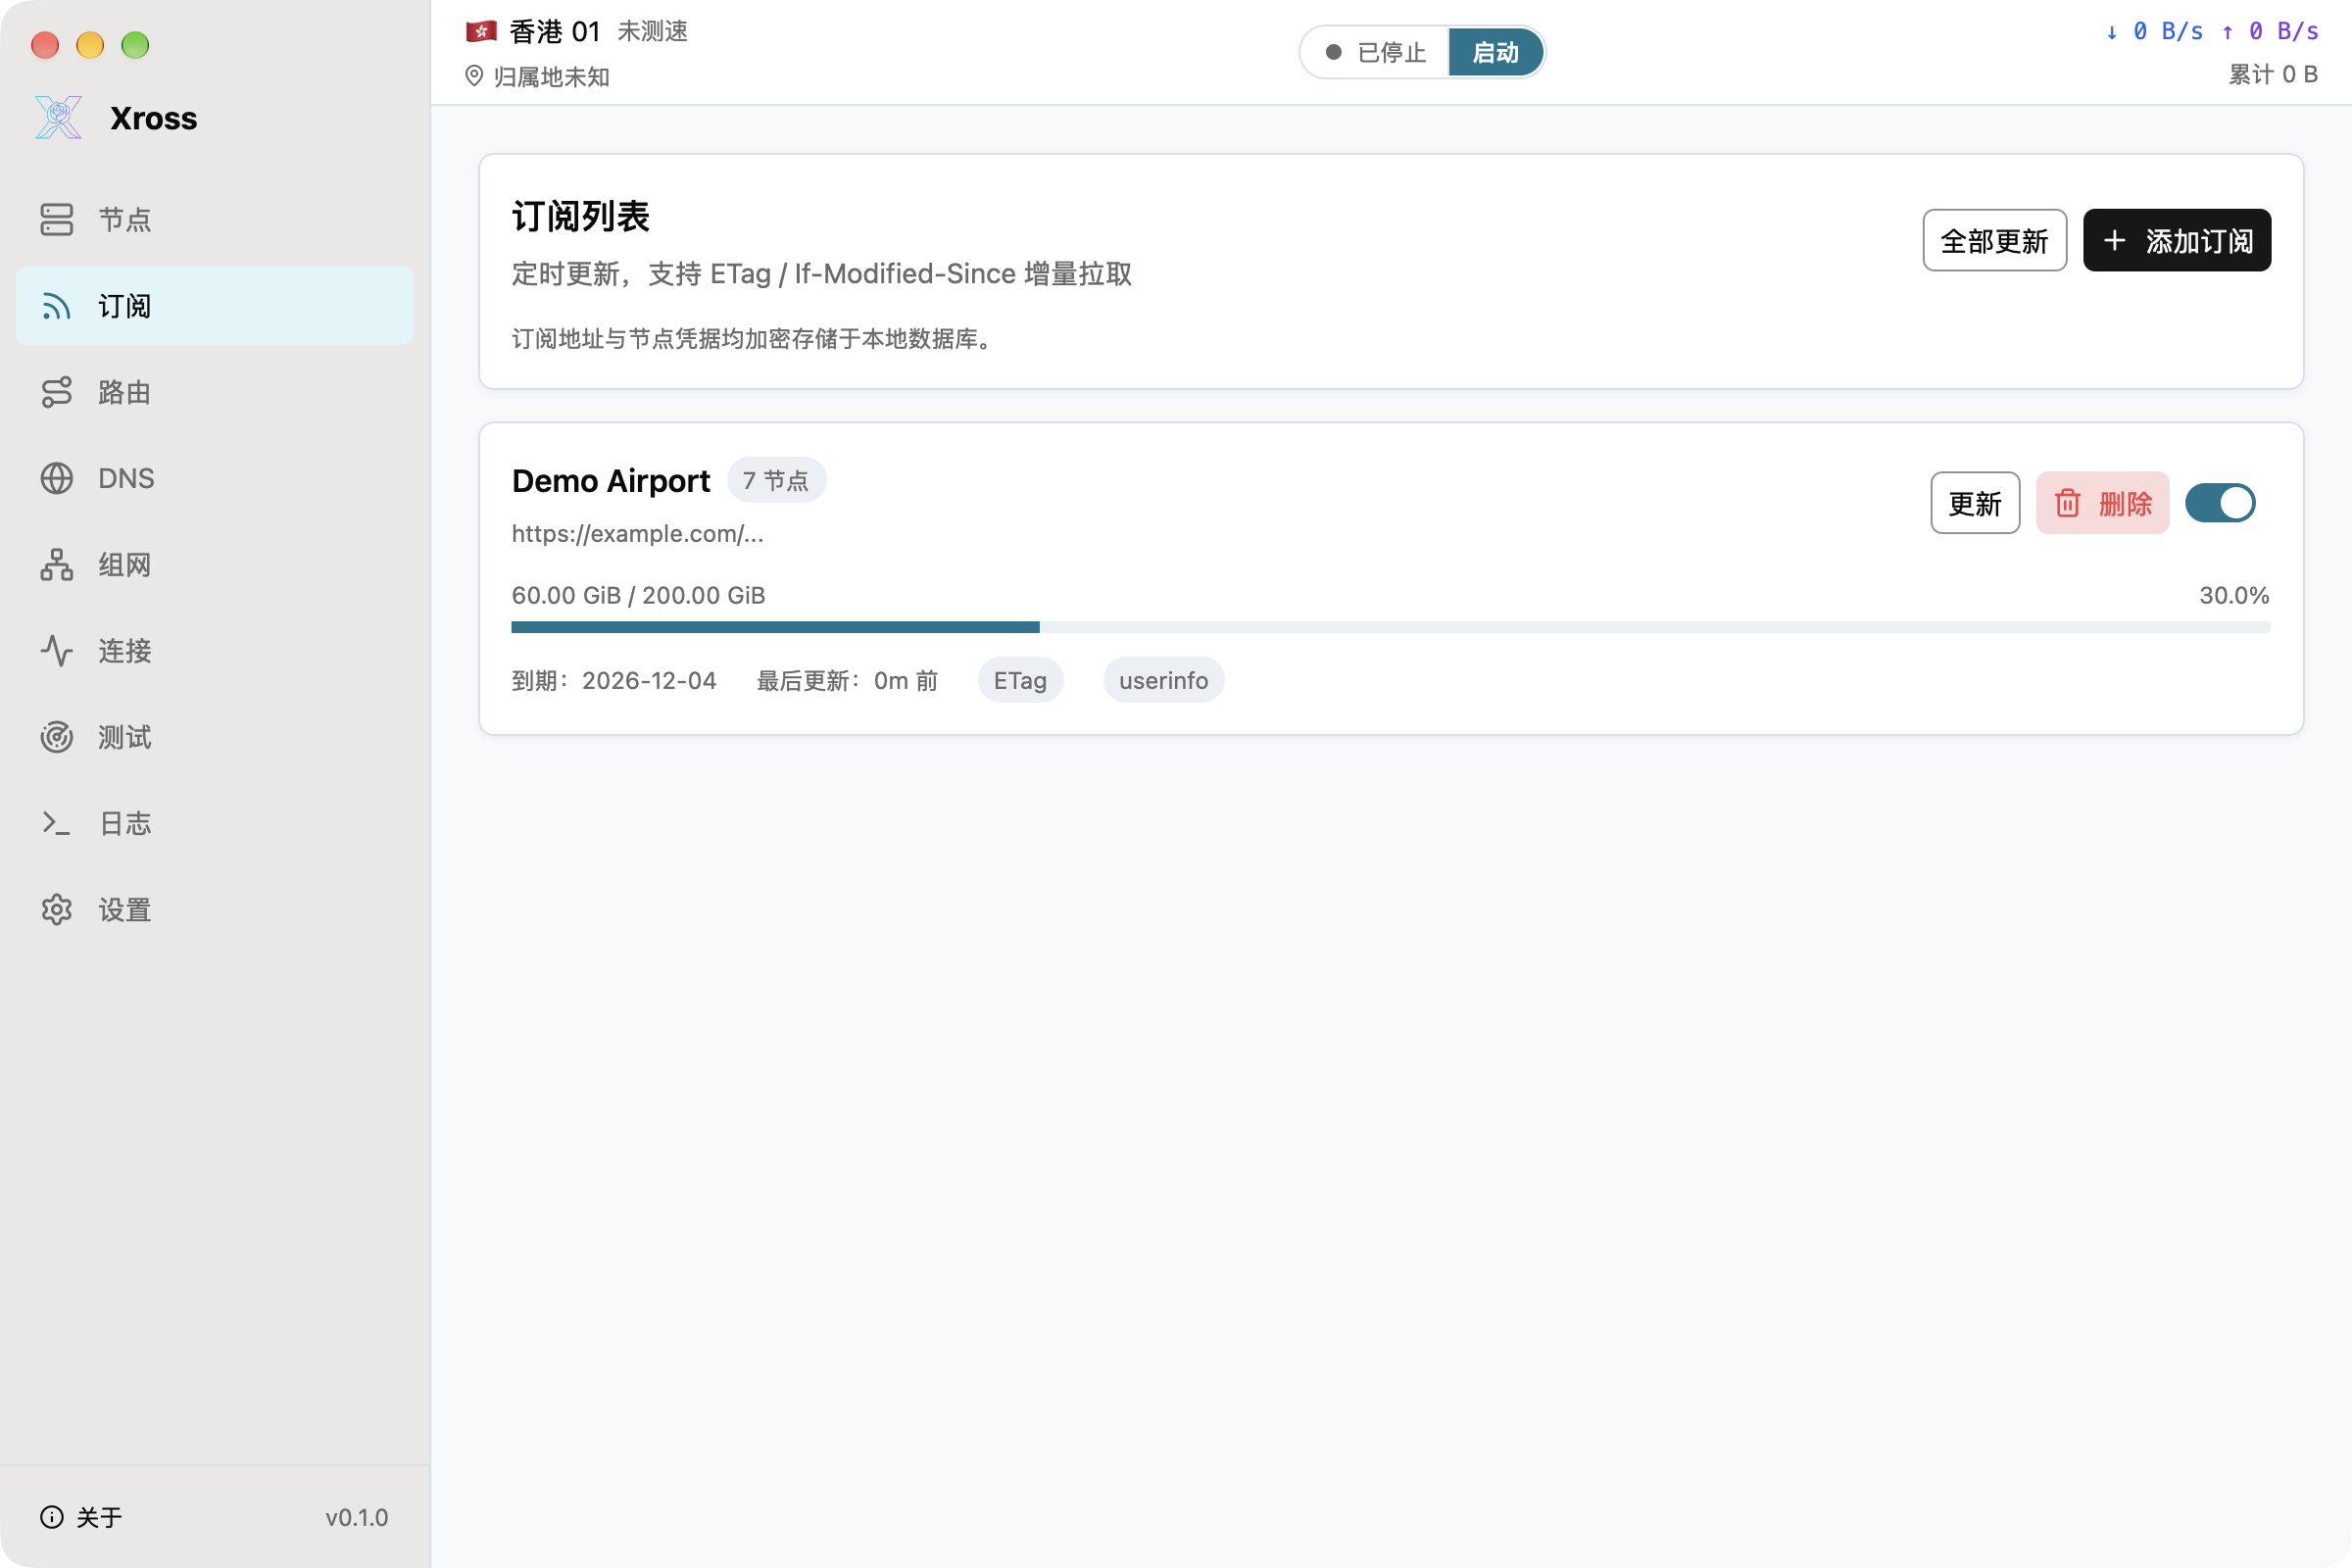 Xross
节点
订阅
路由
DNS
组网
连接
测试
日志
设置
关于 v0.1.0
🇭🇰 香港 01 未测速
归属地未知
已停止 启动
↓ 0 B/s ↑ 0 B/s
累计 0 B
订阅列表
定时更新，支持 ETag / If-Modified-Since 增量拉取
订阅地址与节点凭据均加密存储于本地数据库。
全部更新 + 添加订阅
Demo Airport 7 节点
https://example.com/...
更新 删除
60.00 GiB / 200.00 GiB 30.0%
到期：2026-12-04 最后更新：0m 前 ETag userinfo